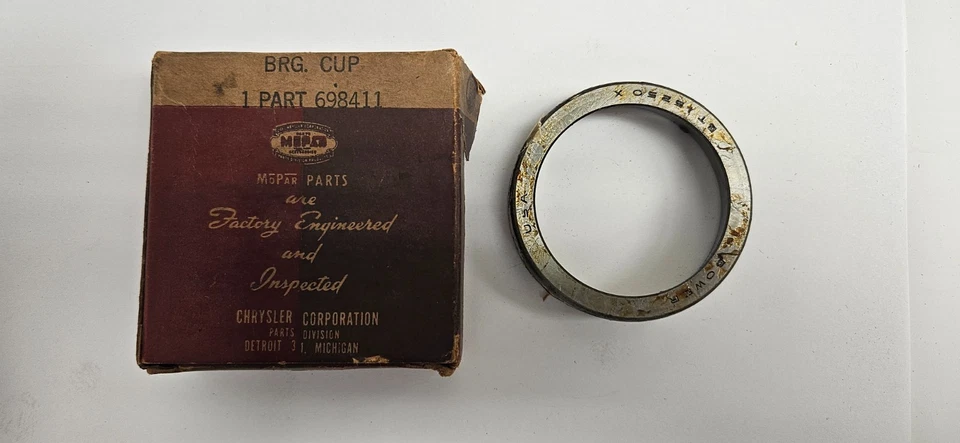 BRG. CUP
1 PART 698411
MOPAR
MOPAR PARTS
are
Factory Engineered
and
Inspected
CHRYSLER CORPORATION
PARTS DIVISION
DETROIT 31, MICHIGAN
USA
BOWER